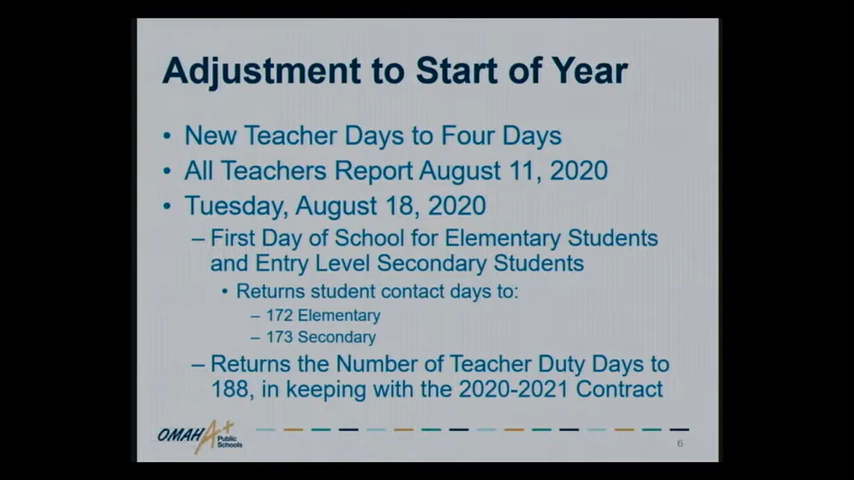 Adjustment to Start of Year
• New Teacher Days to Four Days
• All Teachers Report August 11, 2020
• Tuesday, August 18, 2020
– First Day of School for Elementary Students
and Entry Level Secondary Students
• Returns student contact days to:
– 172 Elementary
– 173 Secondary
– Returns the Number of Teacher Duty Days to
188, in keeping with the 2020-2021 Contract
OMAHA
Public
Schools
6